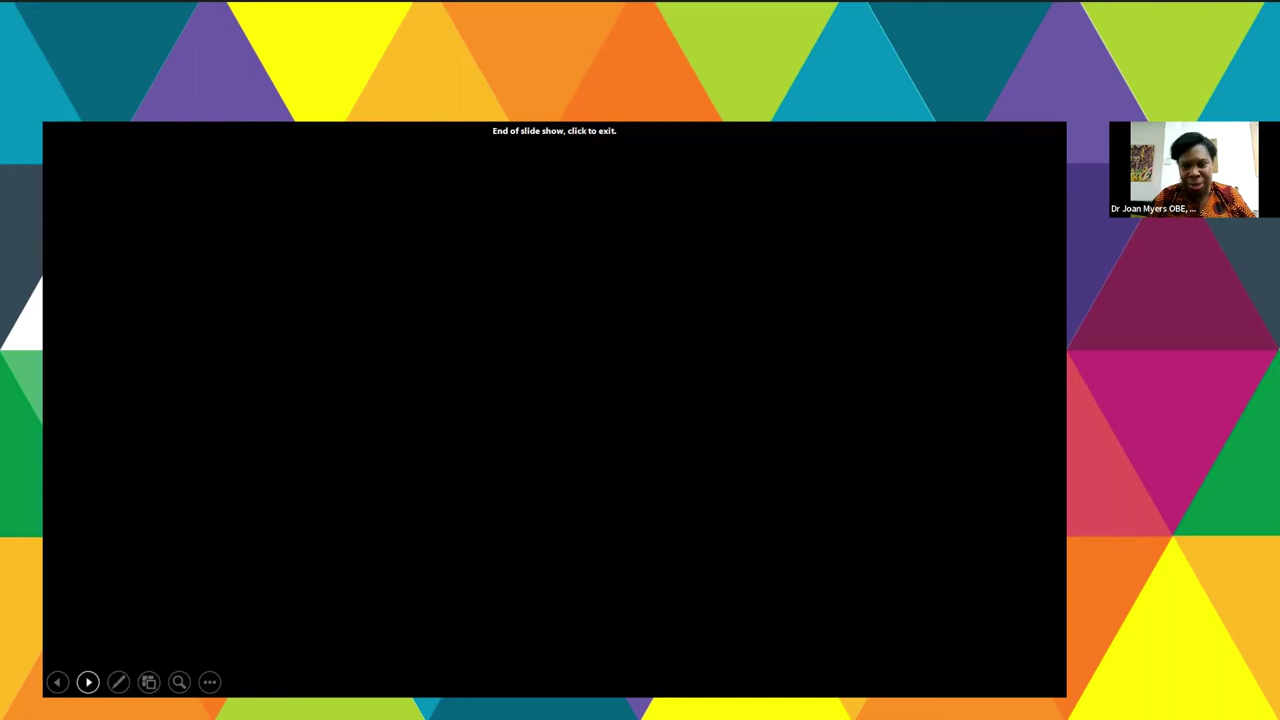 End of slide show, click to exit.
Dr Joan Myers OBE, ...